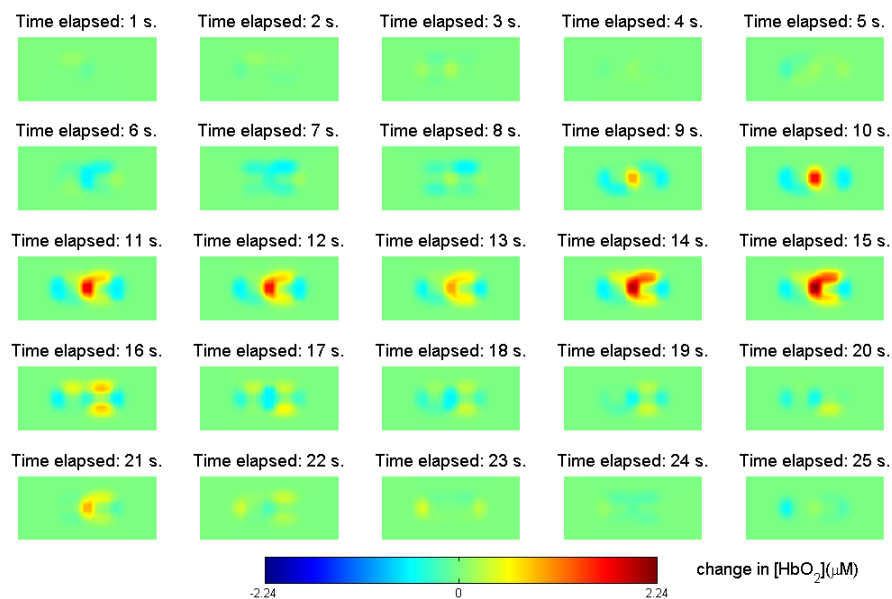 Time elapsed: 1 s. Time elapsed: 2 s. Time elapsed: 3 s. Time elapsed: 4 s. Time elapsed: 5 s.
Time elapsed: 6 s. Time elapsed: 7 s. Time elapsed: 8 s. Time elapsed: 9 s. Time elapsed: 10 s.
Time elapsed: 11 s. Time elapsed: 12 s. Time elapsed: 13 s. Time elapsed: 14 s. Time elapsed: 15 s.
Time elapsed: 16 s. Time elapsed: 17 s. Time elapsed: 18 s. Time elapsed: 19 s. Time elapsed: 20 s.
Time elapsed: 21 s. Time elapsed: 22 s. Time elapsed: 23 s. Time elapsed: 24 s. Time elapsed: 25 s.
change in [HbO₂](μM)
-2.24 0 2.24